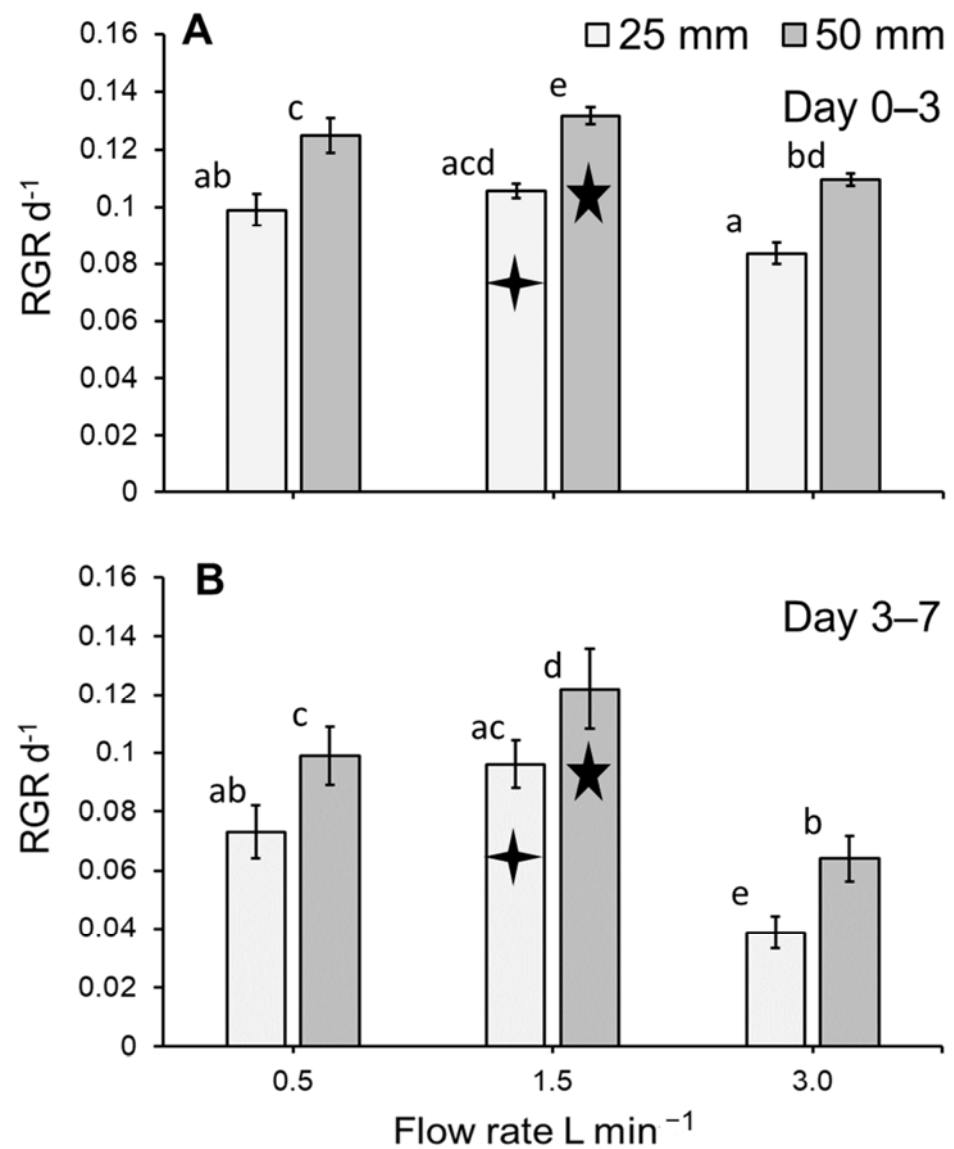 A
25 mm 50 mm
Day 0–3
0.16
0.14
0.12
0.1
0.08
0.06
0.04
0.02
0
RGR d-1
ab
c
acd
e
a
bd
B
Day 3–7
0.16
0.14
0.12
0.1
0.08
0.06
0.04
0.02
0
RGR d-1
ab
c
ac
d
e
b
0.5 1.5 3.0
Flow rate L min −1